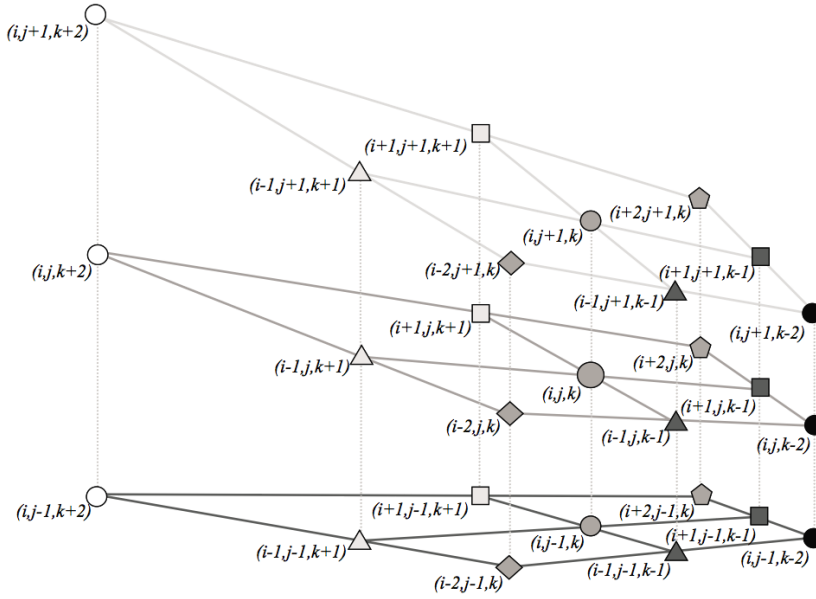 (i,j+1,k+2)
(i+1,j+1,k+1)
(i-1,j+1,k+1)
(i+2,j+1,k)
(i,j+1,k)
(i-2,j+1,k)
(i+1,j+1,k-1)
(i-1,j+1,k-1)
(i,j+1,k-2)
(i,j,k+2)
(i+1,j,k+1)
(i-1,j,k+1)
(i+2,j,k)
(i,j,k)
(i+1,j,k-1)
(i-2,j,k)
(i-1,j,k-1)
(i,j,k-2)
(i,j-1,k+2)
(i+1,j-1,k+1)
(i+2,j-1,k)
(i-1,j-1,k+1)
(i,j-1,k)
(i+1,j-1,k-1)
(i,j-1,k-2)
(i-2,j-1,k)
(i-1,j-1,k-1)